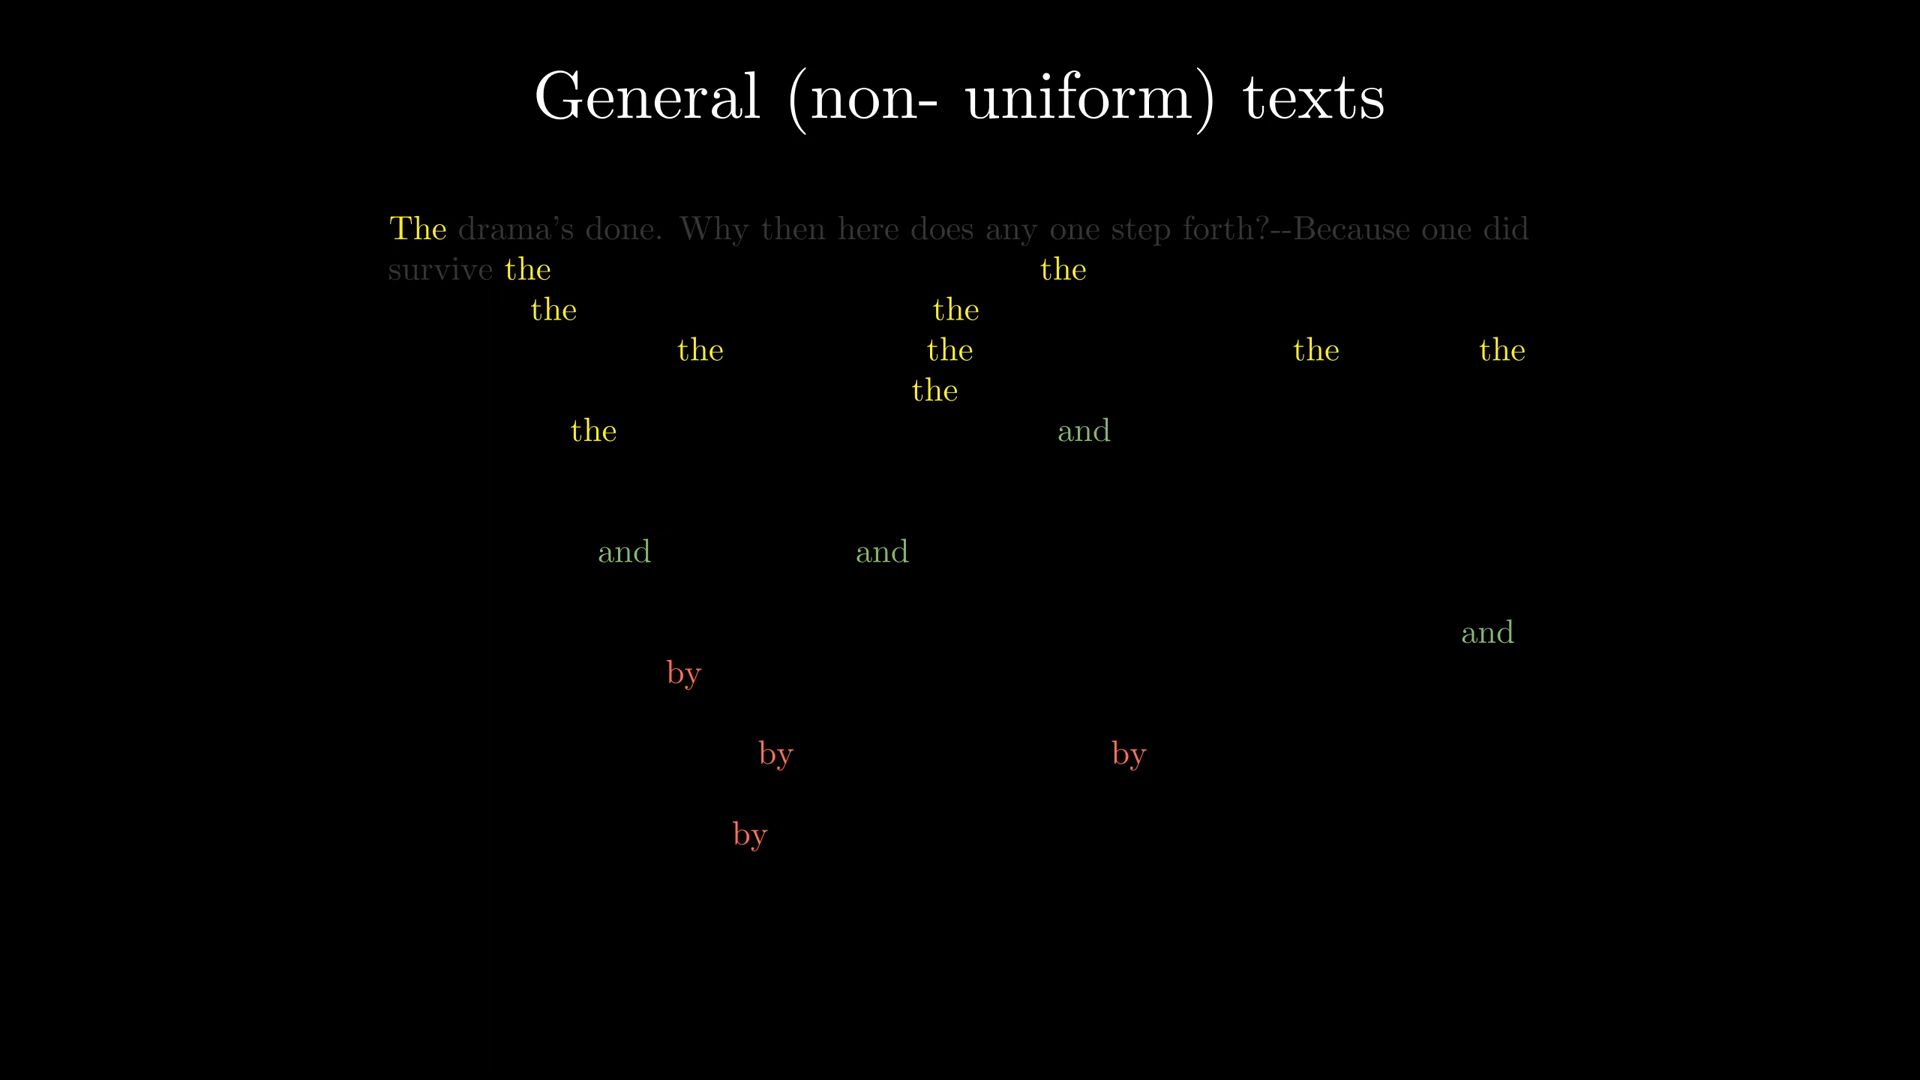 General (non- uniform) texts
The drama's done. Why then here does any one step forth?--Because one did
survive the the
the the
the the the the
the
the and
and and
and
by
by by
by